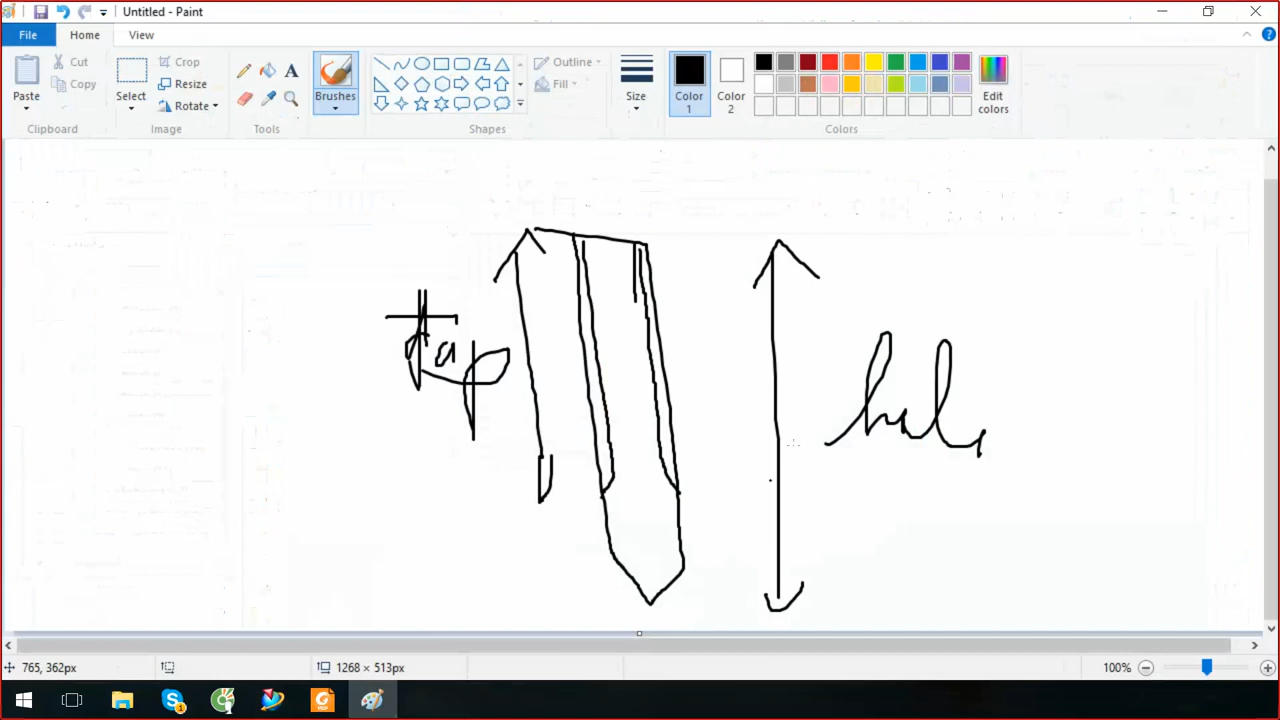 Untitled - Paint
File
Home
View
Paste
Cut
Copy
Clipboard
Select
Crop
Resize
Rotate
Image
A
Tools
Brushes
Shapes
Outline
Fill
Size
Color 1
Color 2
Edit colors
Colors
tap
hole
765, 362px
1268 × 513px
100%